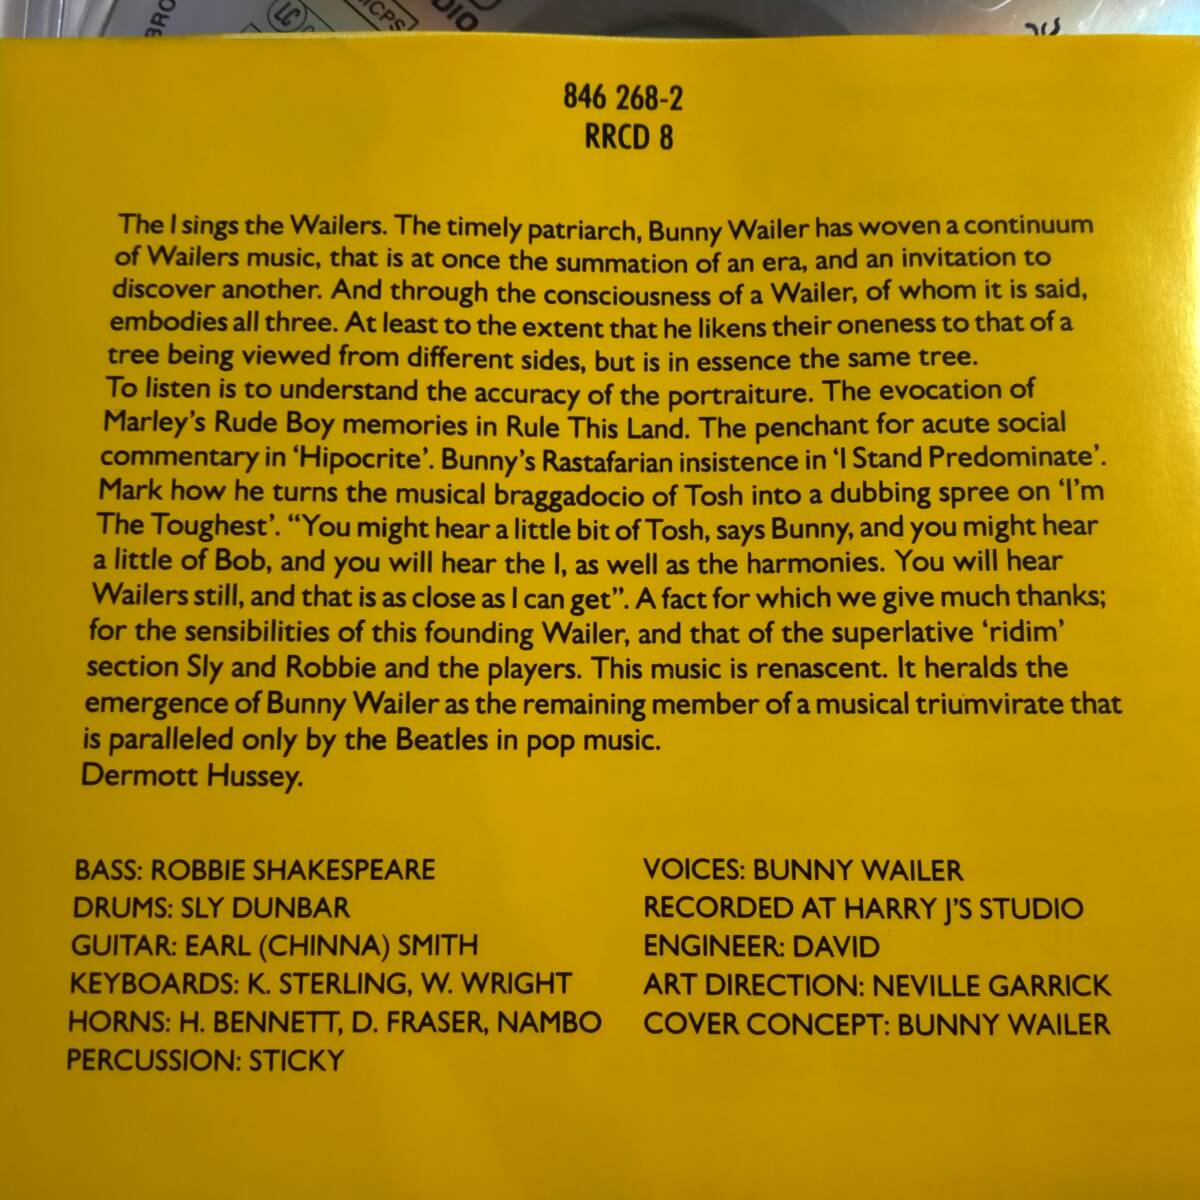 BRO
LC
MCPS
DIO
846 268-2
RRCD 8
The I sings the Wailers. The timely patriarch, Bunny Wailer has woven a continuum
of Wailers music, that is at once the summation of an era, and an invitation to
discover another. And through the consciousness of a Wailer, of whom it is said,
embodies all three. At least to the extent that he likens their oneness to that of a
tree being viewed from different sides, but is in essence the same tree.
To listen is to understand the accuracy of the portraiture. The evocation of
Marley's Rude Boy memories in Rule This Land. The penchant for acute social
commentary in ‘Hipocrite’. Bunny's Rastafarian insistence in ‘I Stand Predominate’.
Mark how he turns the musical braggadocio of Tosh into a dubbing spree on ‘I'm
The Toughest’. “You might hear a little bit of Tosh, says Bunny, and you might hear
a little of Bob, and you will hear the I, as well as the harmonies. You will hear
Wailers still, and that is as close as I can get”. A fact for which we give much thanks;
for the sensibilities of this founding Wailer, and that of the superlative ‘ridim’
section Sly and Robbie and the players. This music is renascent. It heralds the
emergence of Bunny Wailer as the remaining member of a musical triumvirate that
is paralleled only by the Beatles in pop music.
Dermott Hussey.
BASS: ROBBIE SHAKESPEARE
DRUMS: SLY DUNBAR
GUITAR: EARL (CHINNA) SMITH
KEYBOARDS: K. STERLING, W. WRIGHT
HORNS: H. BENNETT, D. FRASER, NAMBO
PERCUSSION: STICKY
VOICES: BUNNY WAILER
RECORDED AT HARRY J'S STUDIO
ENGINEER: DAVID
ART DIRECTION: NEVILLE GARRICK
COVER CONCEPT: BUNNY WAILER